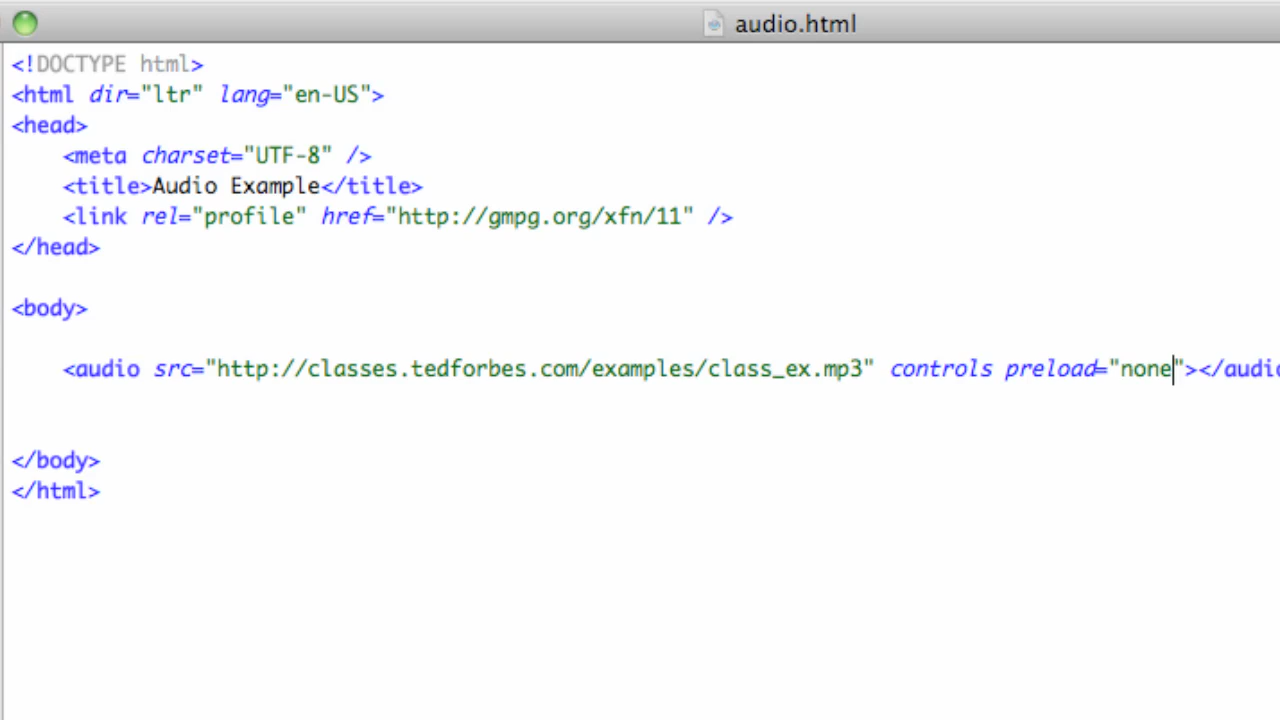 audio.html
<!DOCTYPE html>
<html dir="ltr" lang="en-US">
<head>
    <meta charset="UTF-8" />
    <title>Audio Example</title>
    <link rel="profile" href="http://gmpg.org/xfn/11" />
</head>
<body>
    <audio src="http://classes.tedforbes.com/examples/class_ex.mp3" controls preload="none"></audio
</body>
</html>